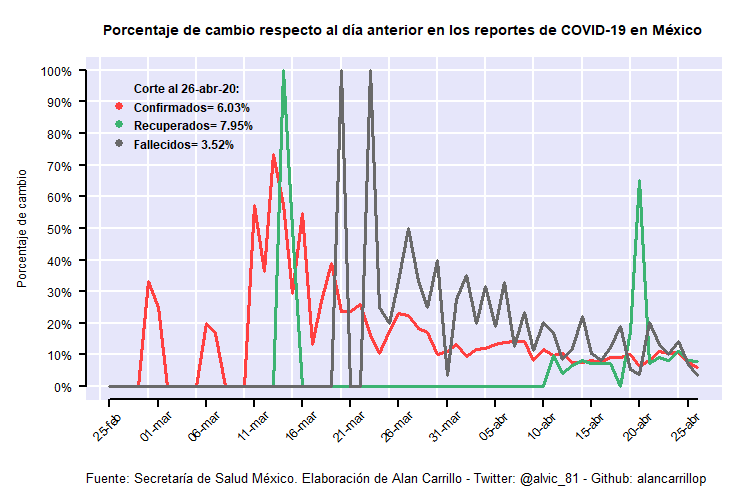 Porcentaje de cambio respecto al día anterior en los reportes de COVID-19 en México
Porcentaje de cambio
100%
90%
80%
70%
60%
50%
40%
30%
20%
10%
0%
Corte al 26-abr-20:
Confirmados= 6.03%
Recuperados= 7.95%
Fallecidos= 3.52%
25-feb
01-mar
06-mar
11-mar
16-mar
21-mar
26-mar
31-mar
05-abr
10-abr
15-abr
20-abr
25-abr
Fuente: Secretaría de Salud México. Elaboración de Alan Carrillo - Twitter: @alvic_81 - Github: alancarrillop